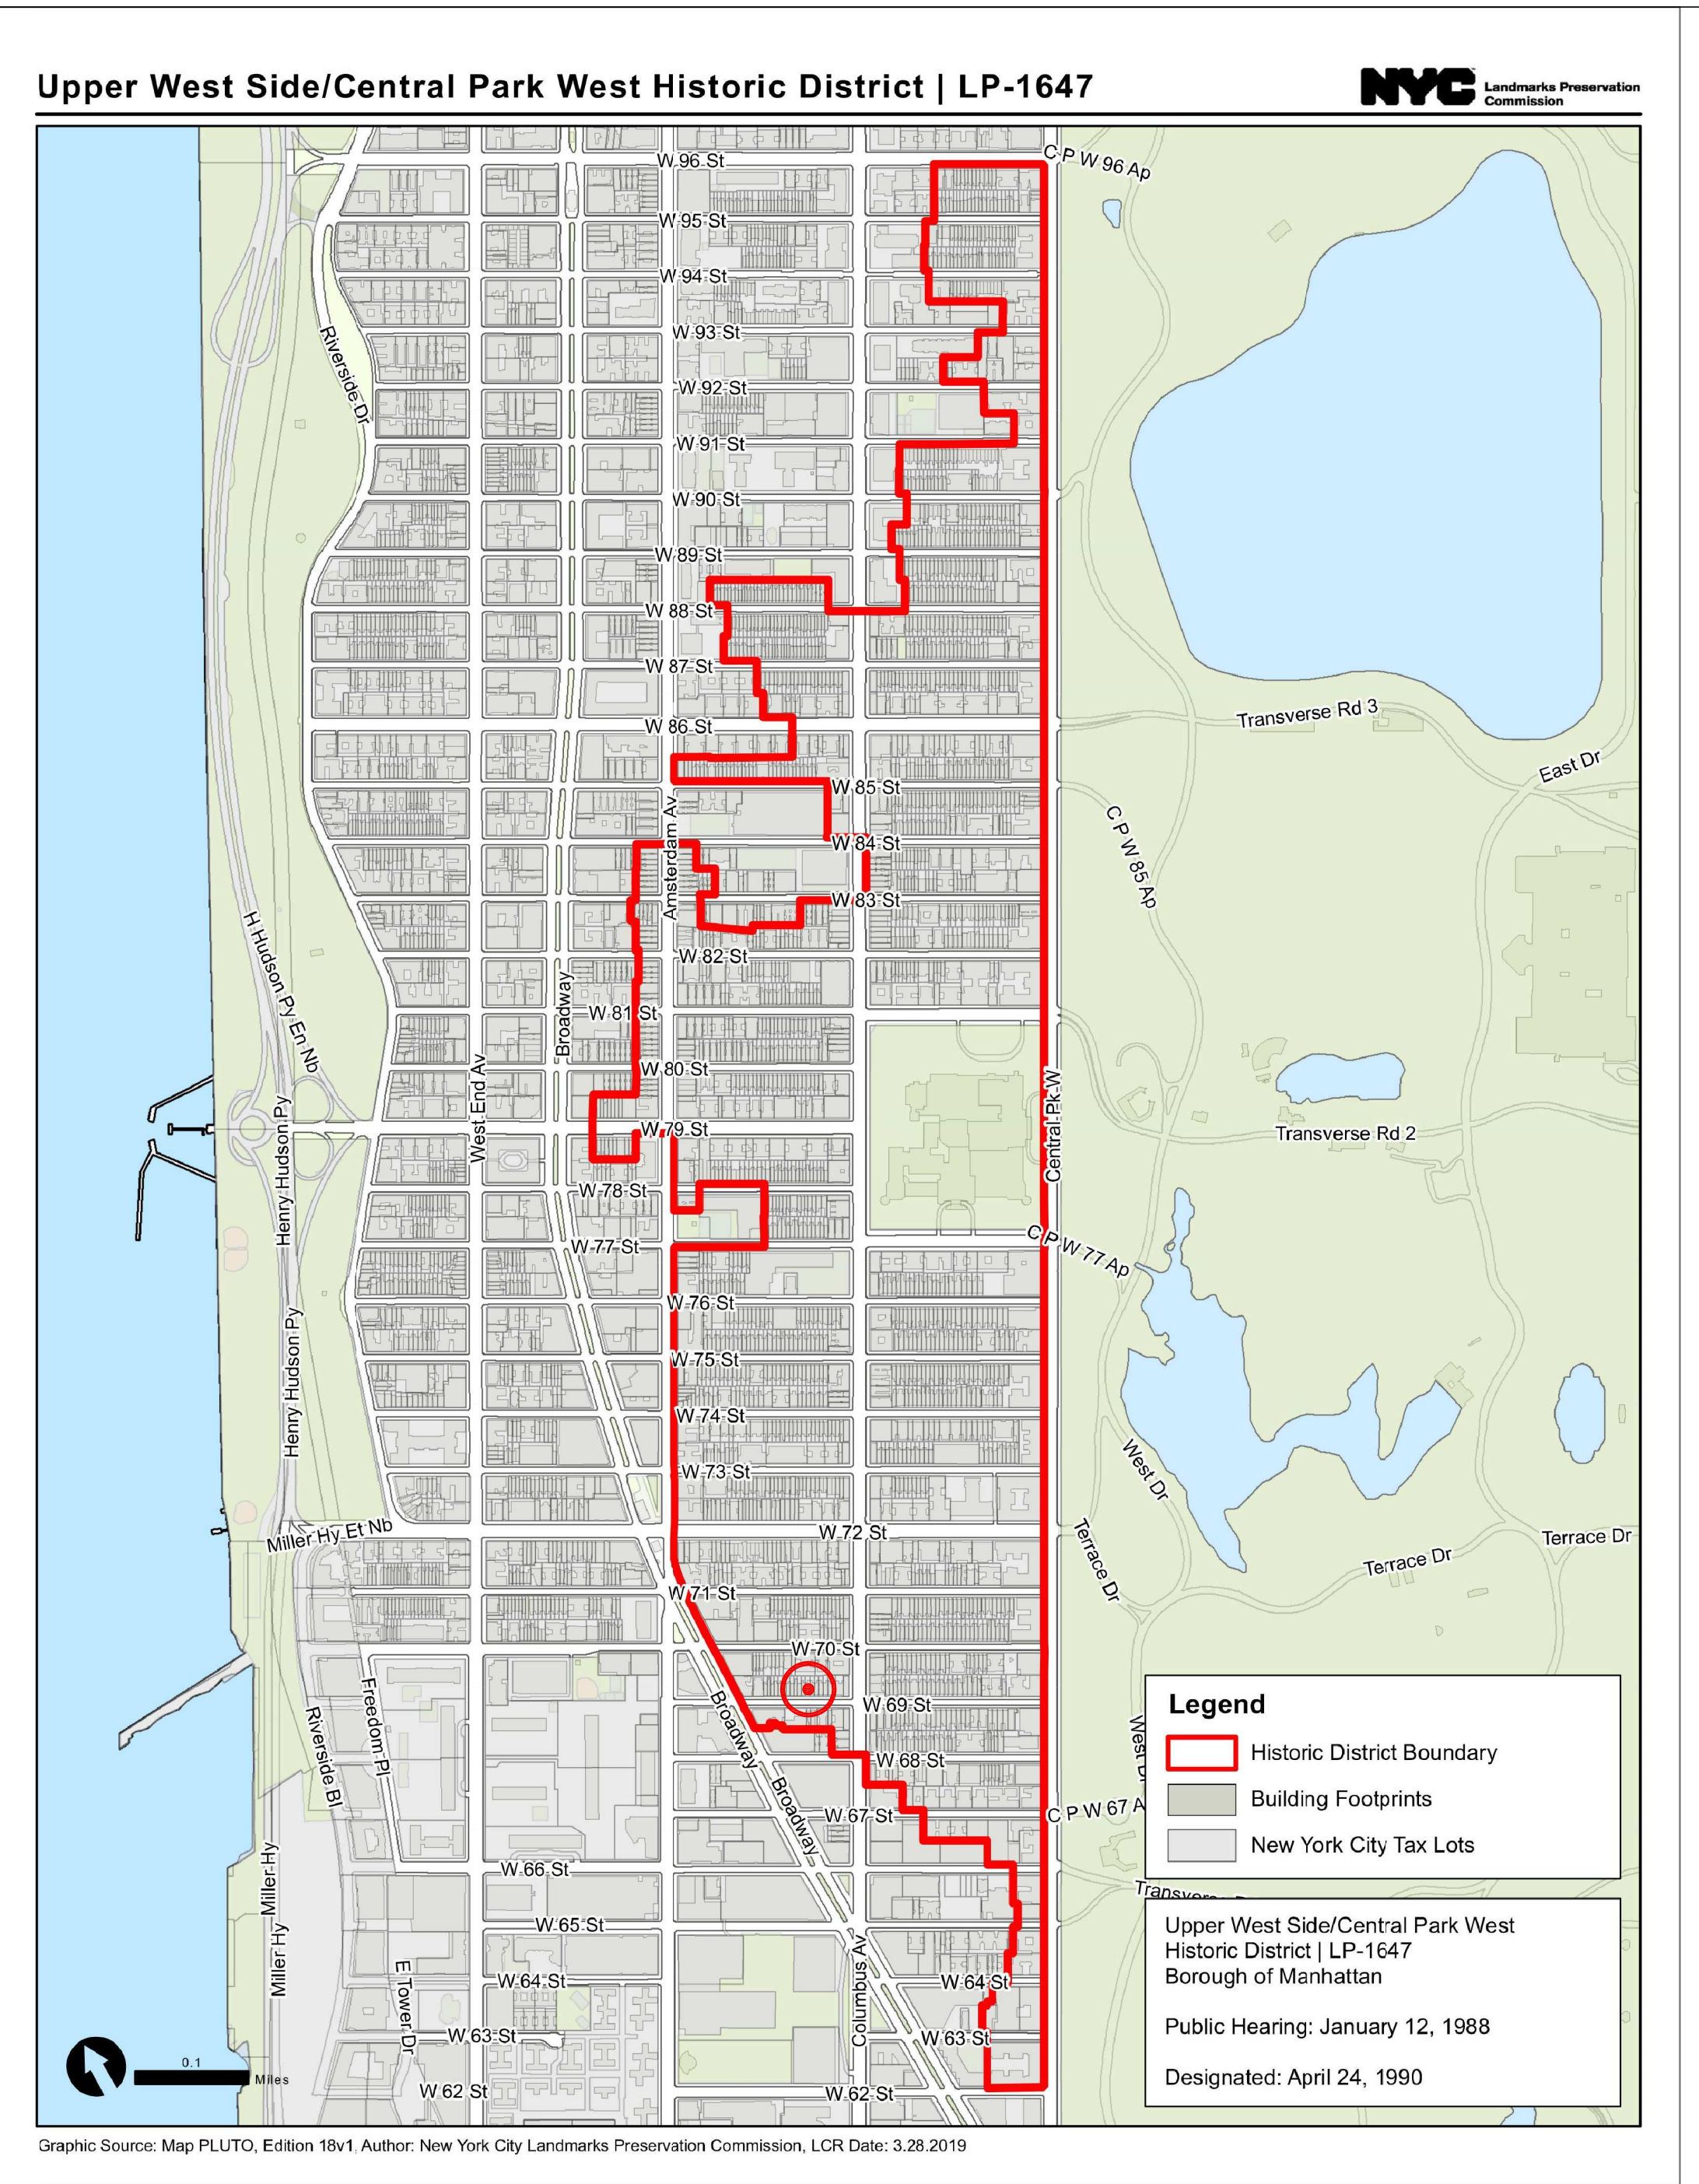 Upper West Side/Central Park West Historic District | LP-1647
NYC
Landmarks Preservation
Commission
W 96 St
C P W 96 Ap
W 95 St
W 94 St
W 93 St
Riverside Dr
W 92 St
W 91 St
W 90 St
W 89 St
W 88 St
W 87 St
Transverse Rd 3
W 86 St
East Dr
W 85 St
Amsterdam Av
C P W 85 Ap
W 84 St
W 83 St
H Hudson Py En Nb
W 82 St
Broadway
W 81 St
West End Av
W 80 St
Central Pk W
Henry Hudson Py
W 79 St
Transverse Rd 2
W 78 St
W 77 St
C P W 77 Ap
W 76 St
Henry Hudson Py
W 75 St
W 74 St
West Dr
W 73 St
Miller Hy Et Nb
W 72 St
Terrace Dr
Terrace Dr
Terrace Dr
W 71 St
W 70 St
Freedom Pl
Riverside Bl
Broadway
W 69 St
West Dr
W 68 St
Broadway
W 67 St
C P W 67 A
W 66 St
Miller Hy
Miller Hy
W 65 St
Columbus Av
E Tower Dr
W 64 St
W 64 St
W 63 St
W 63 St
W 62 St
W 62 St
Legend
Historic District Boundary
Building Footprints
New York City Tax Lots
Upper West Side/Central Park West
Historic District | LP-1647
Borough of Manhattan
Public Hearing: January 12, 1988
Designated: April 24, 1990
0.1
Miles
Graphic Source: Map PLUTO, Edition 18v1, Author: New York City Landmarks Preservation Commission, LCR Date: 3.28.2019